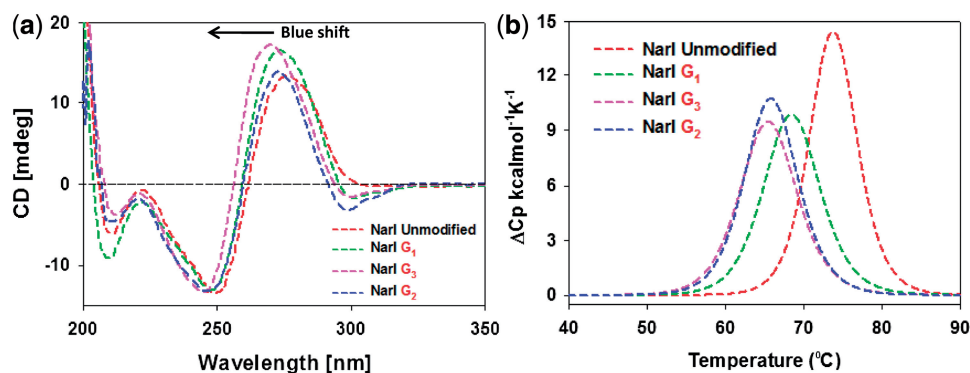 (a)
20
Blue shift
10
0
-10
CD [mdeg]
NarI Unmodified
NarI G1
NarI G3
NarI G2
200 250 300 350
Wavelength [nm]
(b)
15
12
9
6
3
0
ΔCp kcalmol-1K-1
NarI Unmodified
NarI G1
NarI G3
NarI G2
40 50 60 70 80 90
Temperature (0C)